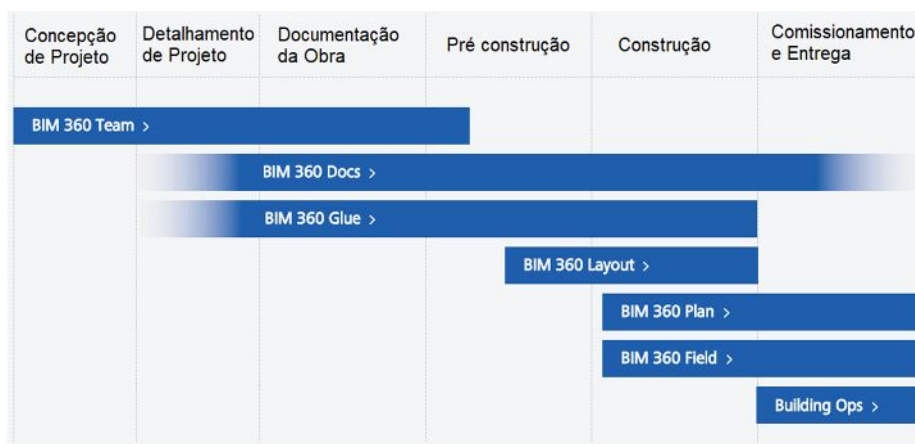 Concepção
de Projeto
Detalhamento
de Projeto
Documentação
da Obra
Pré construção
Construção
Comissionamento
e Entrega
BIM 360 Team >
BIM 360 Docs >
BIM 360 Glue >
BIM 360 Layout >
BIM 360 Plan >
BIM 360 Field >
Building Ops >